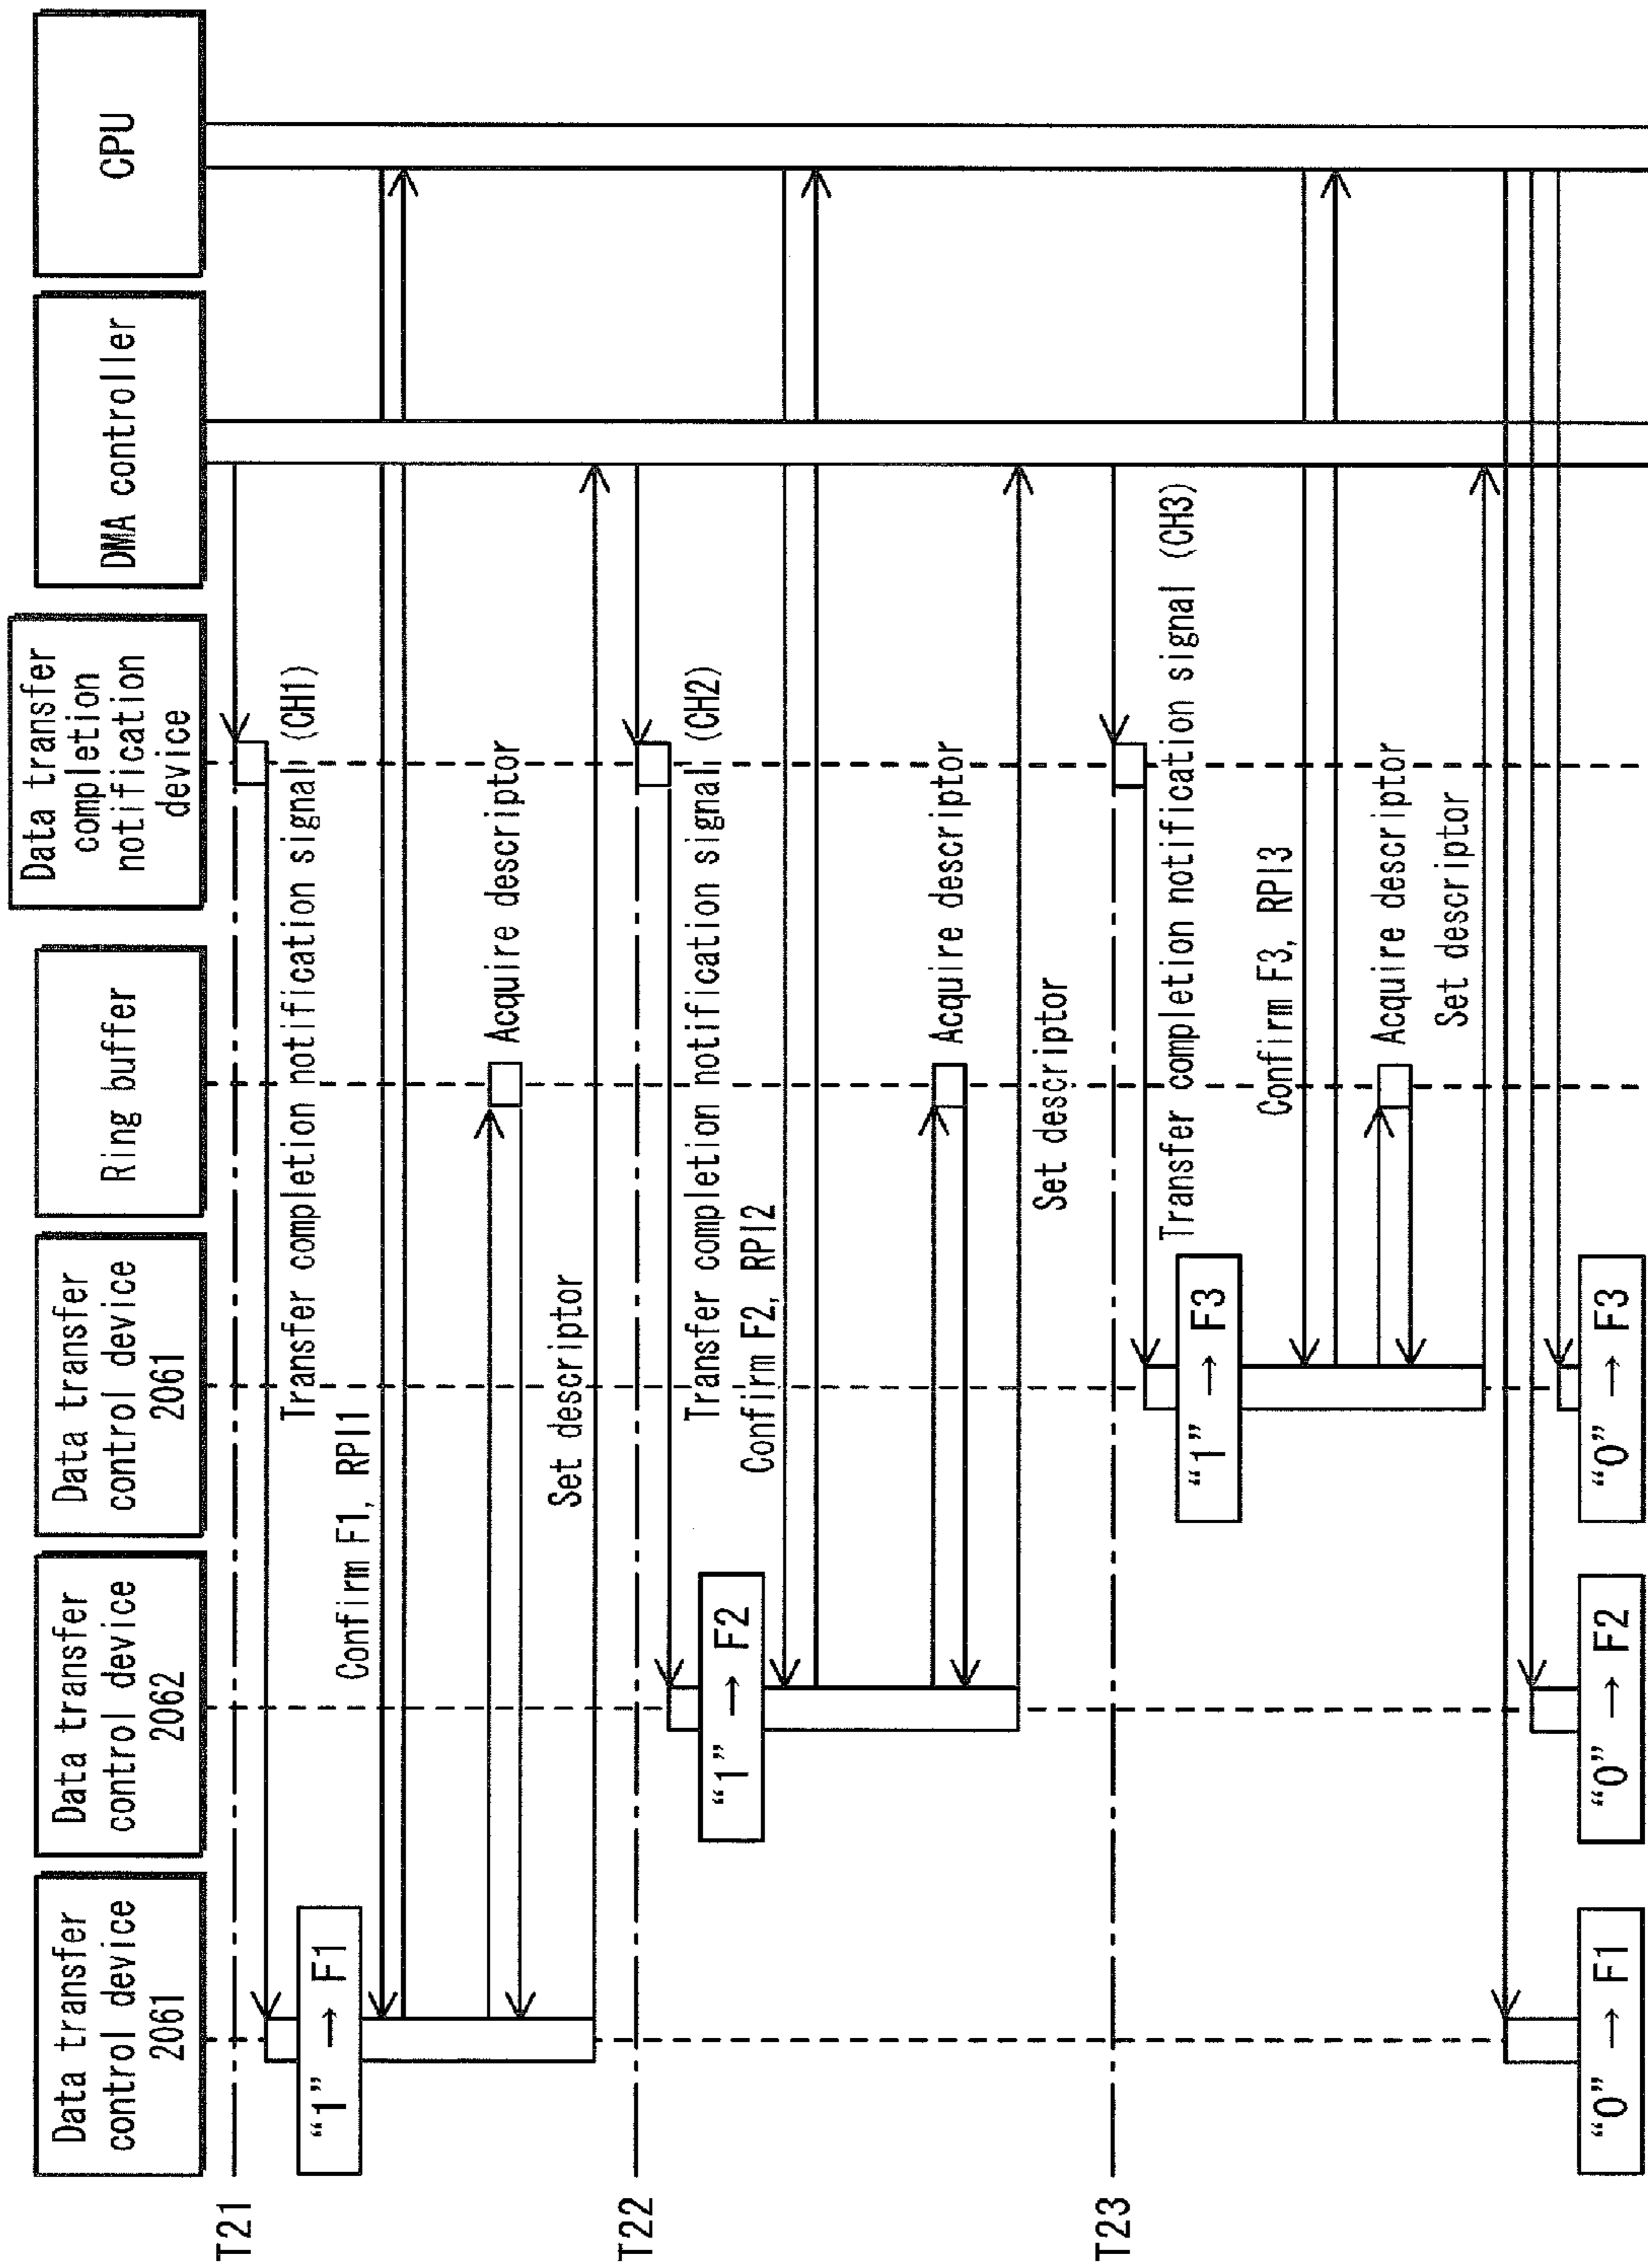 Data transfer
control device
2061
Data transfer
control device
2062
Data transfer
control device
2061
Ring buffer
Data transfer
completion
notification
device
DMA controller
CPU
T21
Transfer completion notification signal (CH1)
"1" → F1
Confirm F1, RPI1
Acquire descriptor
Set descriptor
T22
Transfer completion notification signal (CH2)
"1" → F2
Confirm F2, RPI2
Acquire descriptor
Set descriptor
T23
Transfer completion notification signal (CH3)
"1" → F3
Confirm F3, RPI3
Acquire descriptor
Set descriptor
"0" → F1
"0" → F2
"0" → F3